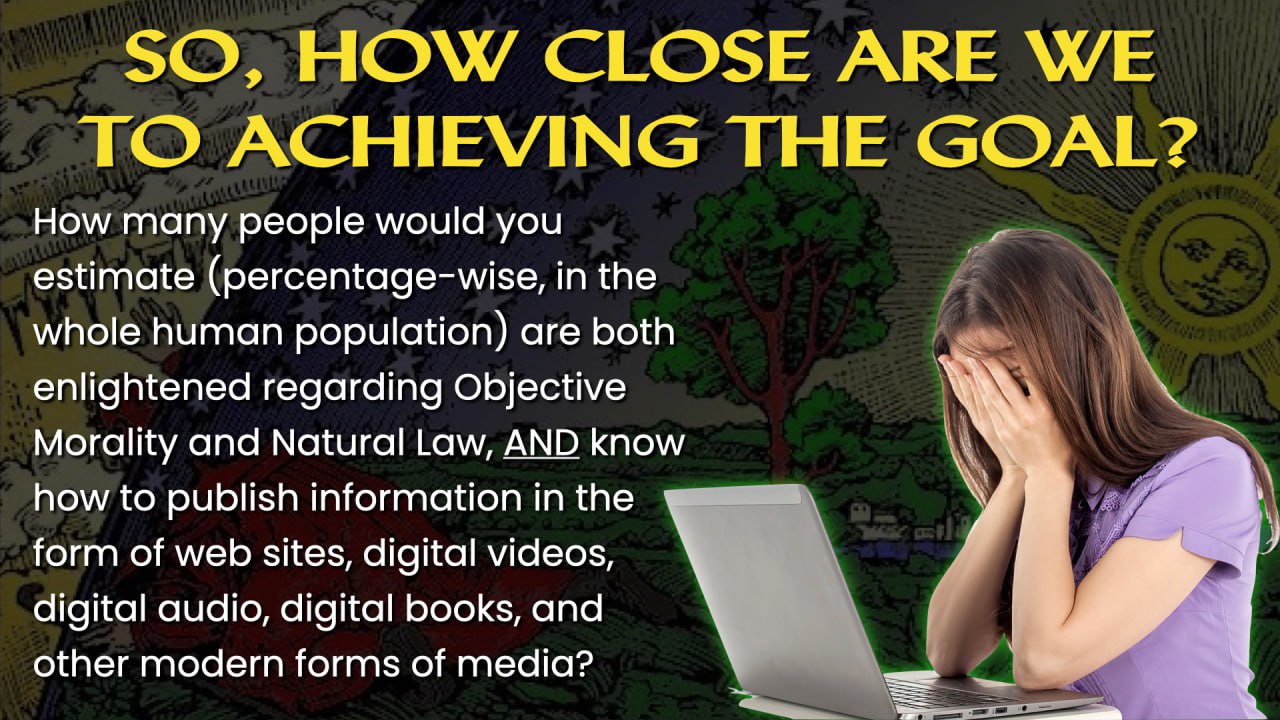 SO, HOW CLOSE ARE WE
TO ACHIEVING THE GOAL?
How many people would you
estimate (percentage-wise, in the
whole human population) are both
enlightened regarding Objective
Morality and Natural Law, AND know
how to publish information in the
form of web sites, digital videos,
digital audio, digital books, and
other modern forms of media?